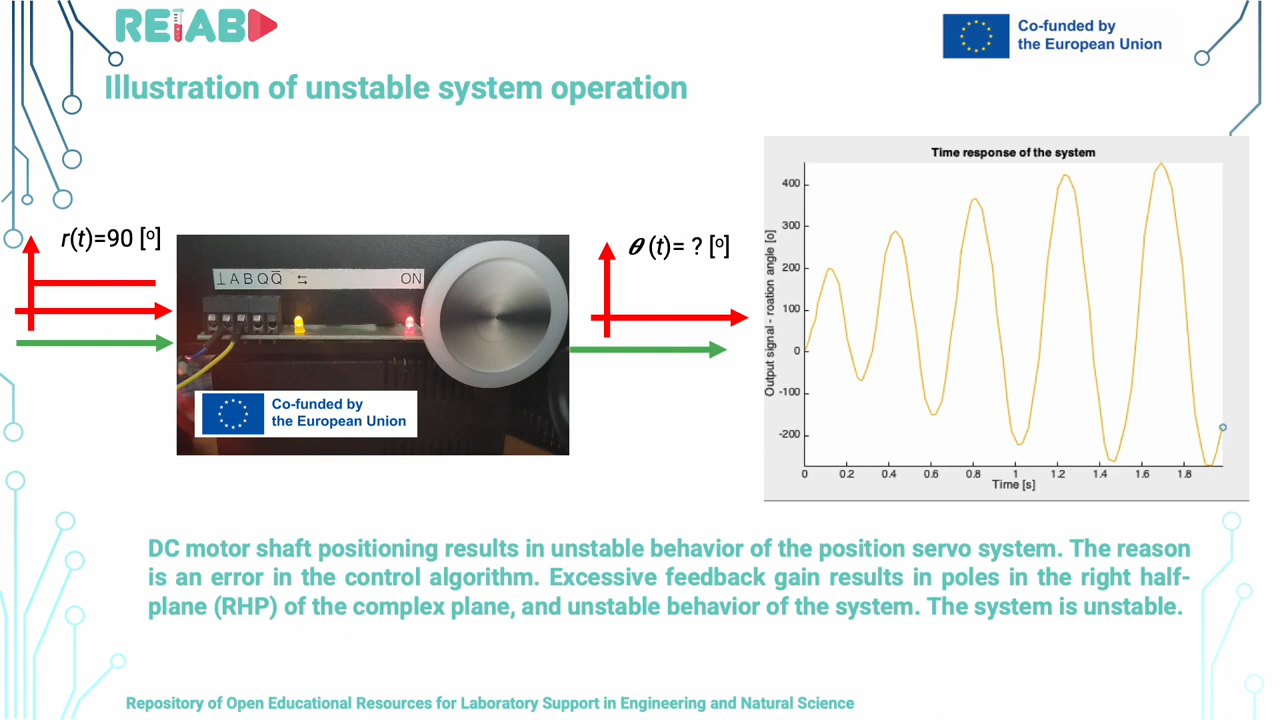 RELAB
Co-funded by
the European Union
Illustration of unstable system operation
r(t)=90 [º]
⊥ A B Q Q̅ ⇆ ON
Co-funded by
the European Union
θ (t)= ? [º]
Time response of the system
Output signal - roation angle [o]
400
300
200
100
0
-100
-200
0 0.2 0.4 0.6 0.8 1 1.2 1.4 1.6 1.8
Time [s]
DC motor shaft positioning results in unstable behavior of the position servo system. The reason
is an error in the control algorithm. Excessive feedback gain results in poles in the right half-
plane (RHP) of the complex plane, and unstable behavior of the system. The system is unstable.
Repository of Open Educational Resources for Laboratory Support in Engineering and Natural Science